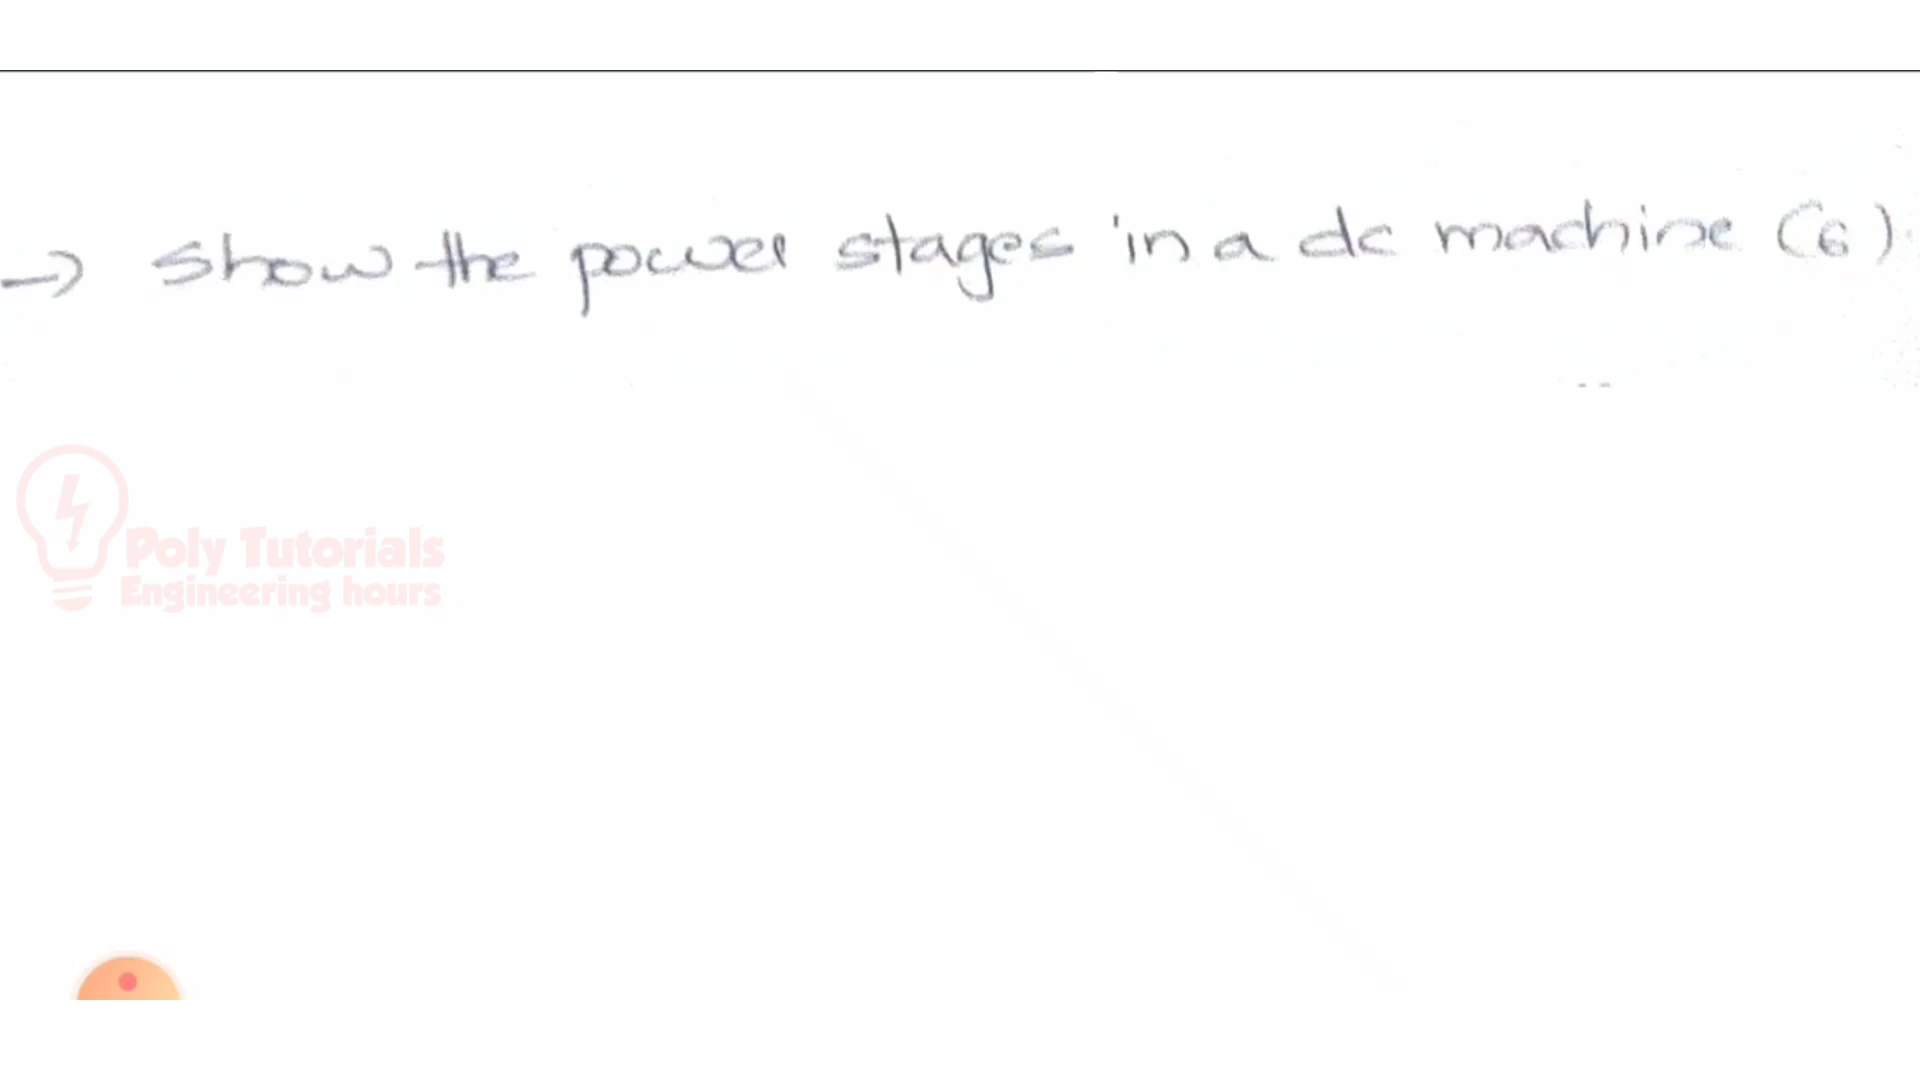 → show the power stages in a dc machine (6)
Poly Tutorials
Engineering hours